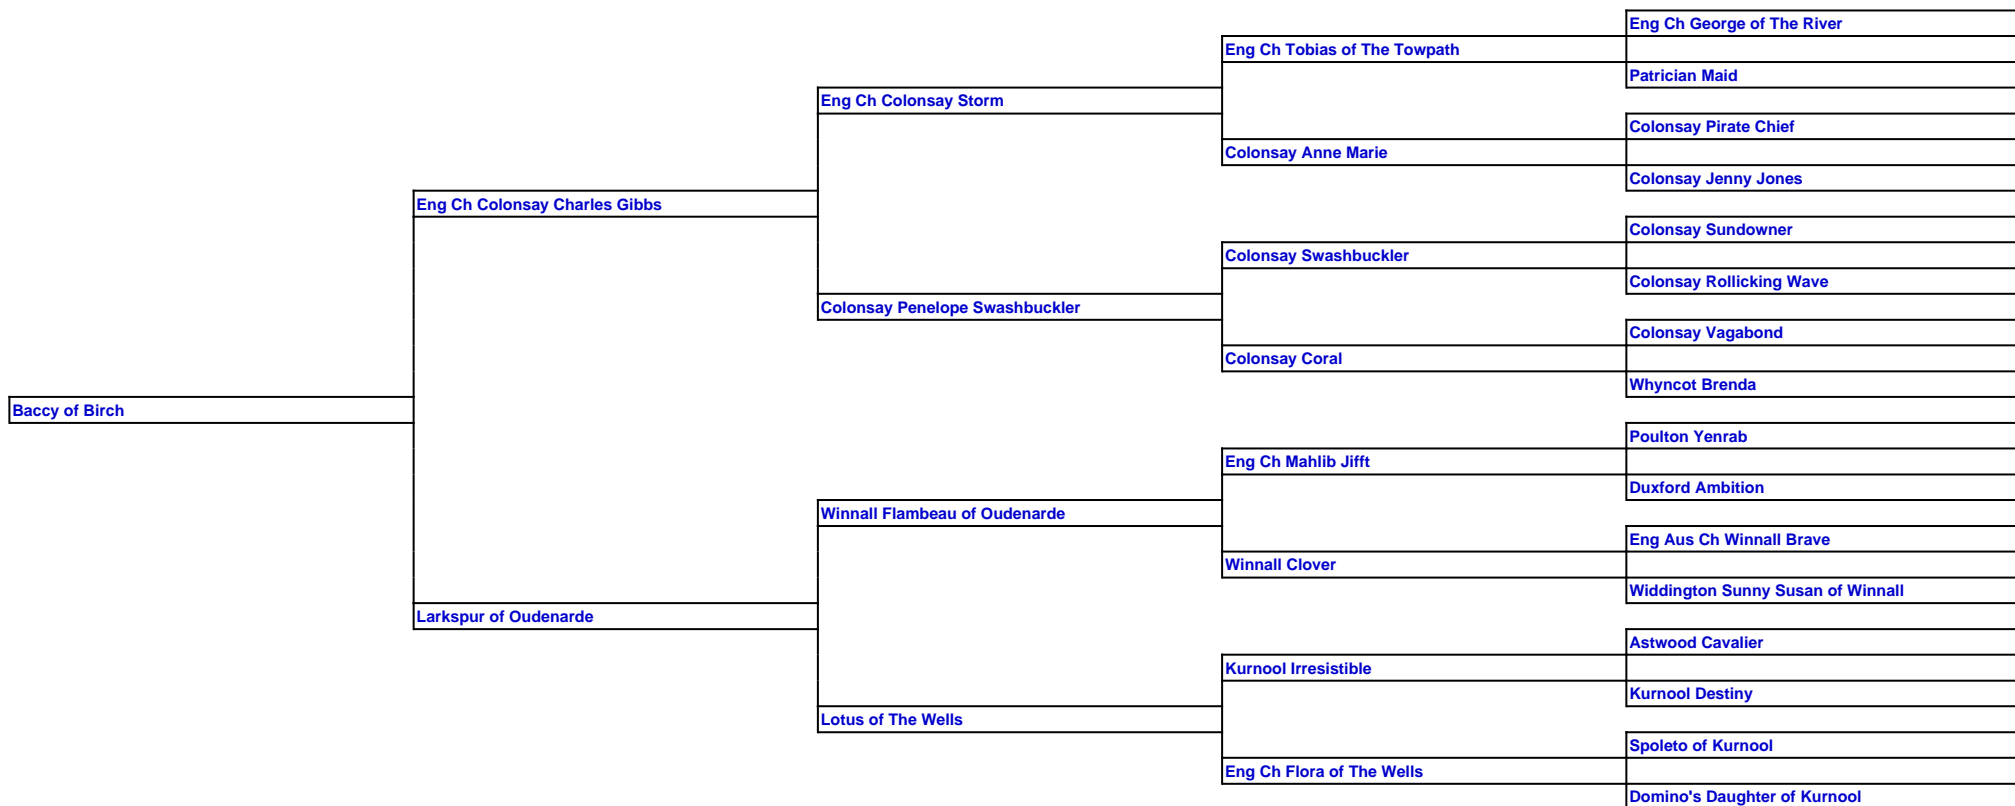 Eng Ch George of The River
Eng Ch Tobias of The Towpath
Patrician Maid
Eng Ch Colonsay Storm
Colonsay Pirate Chief
Colonsay Anne Marie
Colonsay Jenny Jones
Eng Ch Colonsay Charles Gibbs
Colonsay Sundowner
Colonsay Swashbuckler
Colonsay Rollicking Wave
Colonsay Penelope Swashbuckler
Colonsay Vagabond
Colonsay Coral
Whyncot Brenda
Baccy of Birch
Poulton Yenrab
Eng Ch Mahlib Jifft
Duxford Ambition
Winnall Flambeau of Oudenarde
Eng Aus Ch Winnall Brave
Winnall Clover
Widdington Sunny Susan of Winnall
Larkspur of Oudenarde
Astwood Cavalier
Kurnool Irresistible
Kurnool Destiny
Lotus of The Wells
Spoleto of Kurnool
Eng Ch Flora of The Wells
Domino's Daughter of Kurnool